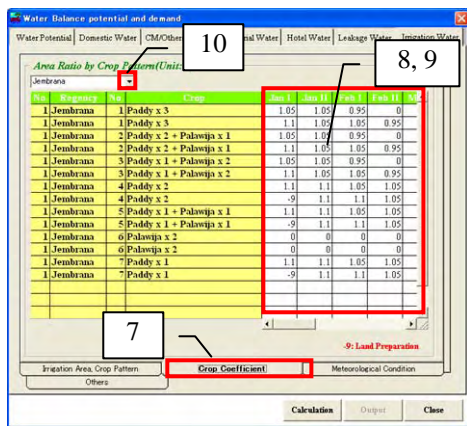 Water Balance potential and demand
Water Potential Domestic Water CM/Other al Water Hotel Water Leakage Water Irrigation Water
10
8, 9
Area Ratio by Crop Pattern(Unit:
Jembrana
No Regency No Crop Jan I Jan II Feb I Feb II M
1 Jembrana 1 Paddy x 3 1.05 1.05 0.95 0
1 Jembrana 1 Paddy x 3 1.1 1.05 1.05 0.95
1 Jembrana 2 Paddy x 2 + Palawija x 1 1.05 1.05 0.95 0
1 Jembrana 2 Paddy x 2 + Palawija x 1 1.1 1.05 1.05 0.95
1 Jembrana 3 Paddy x 1 + Palawija x 2 1.05 1.05 0.95 0
1 Jembrana 3 Paddy x 1 + Palawija x 2 1.1 1.05 1.05 0.95
1 Jembrana 4 Paddy x 2 1.1 1.1 1.05 1.05
1 Jembrana 4 Paddy x 2 -9 1.1 1.1 1.05
1 Jembrana 5 Paddy x 1 + Palawija x 1 1.1 1.1 1.05 1.05
1 Jembrana 5 Paddy x 1 + Palawija x 1 -9 1.1 1.1 1.05
1 Jembrana 6 Palawija x 2 0 0 0 0
1 Jembrana 6 Palawija x 2 0 0 0 0
1 Jembrana 7 Paddy x 1 1.1 1.1 1.05 1.05
1 Jembrana 7 Paddy x 1 -9 1.1 1.1 1.05
7
-9: Land Preparation
Irrigation Area, Crop Pattern Crop Coefficient Meteorological Condition
Others
Calculation Output Close